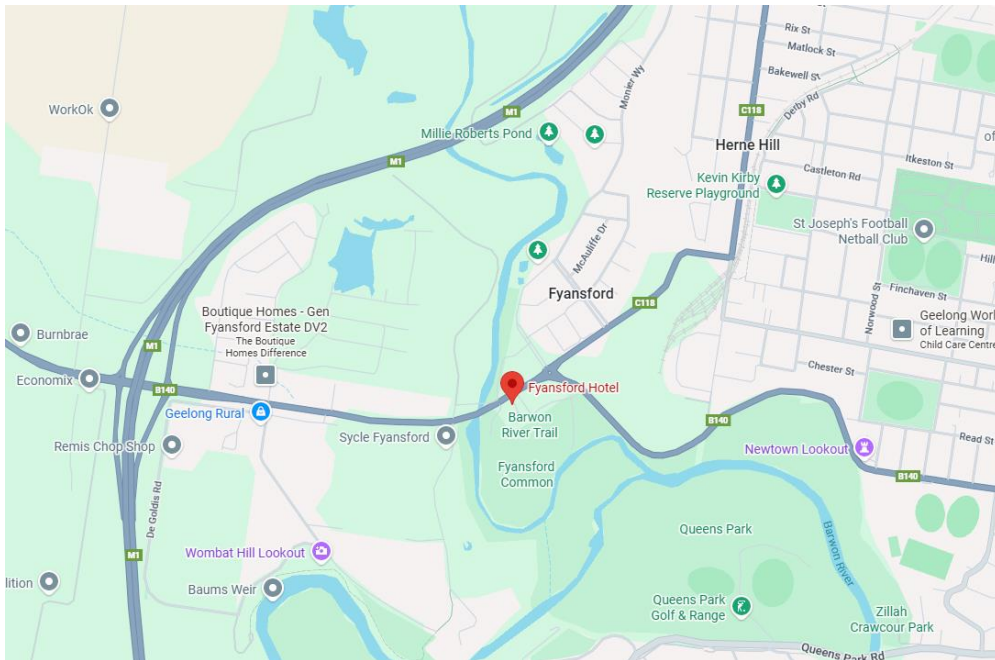 Rix St
Matlock St
Bakewell St
WorkOk
M1
C118
Derby Rd
Monier Wy
Millie Roberts Pond
Herne Hill
of
M1
Itkeston St
Castleton Rd
Kevin Kirby
Reserve Playground
St Joseph's Football
Netball Club
McAuliffe Dr
Hill
Finchaven St
Norwood St
Fyansford
C118
Boutique Homes - Gen
Fyansford Estate DV2
The Boutique
Homes Difference
Geelong Worl
of Learning
Child Care Centre
Burnbrae
M1
Chester St
Economix
B140
Fyansford Hotel
Geelong Rural
Barwon
River Trail
B140
Sycle Fyansford
Remis Chop Shop
Read St
Newtown Lookout
Fyansford
Common
B140
De Goldis Rd
Queens Park
Barwon River
M1
Wombat Hill Lookout
lition
Baums Weir
Queens Park
Golf & Range
Zillah
Crawcour Park
Queens Park Rd